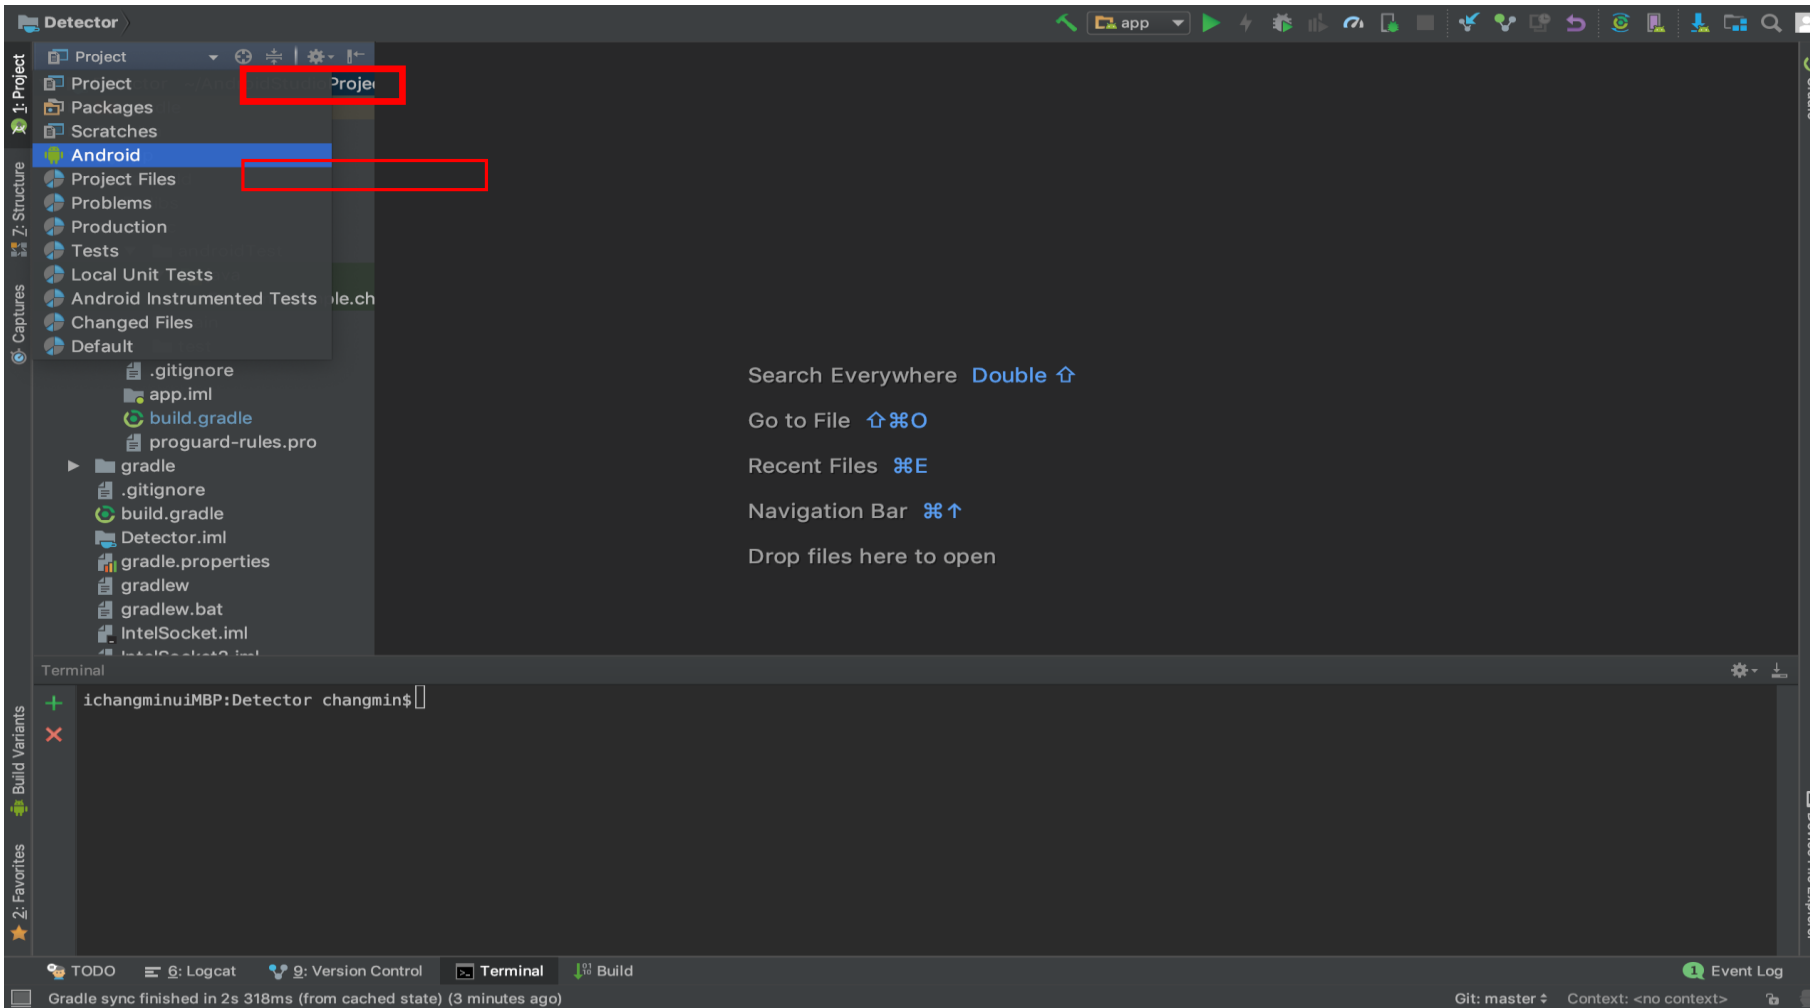 Detector
app
Project
1: Project
Project
Proje
Packages
Scratches
Android
Project Files
Problems
Production
Tests
Local Unit Tests
Android Instrumented Tests
le.ch
Changed Files
Default
7: Structure
Captures
.gitignore
app.iml
build.gradle
proguard-rules.pro
gradle
.gitignore
build.gradle
Detector.iml
gradle.properties
gradlew
gradlew.bat
IntelSocket.iml
Search Everywhere Double ⇧
Go to File ⇧⌘O
Recent Files ⌘E
Navigation Bar ⌘↑
Drop files here to open
Terminal
ichangminuiMBP:Detector changmin$
Build Variants
2: Favorites
TODO
6: Logcat
9: Version Control
Terminal
Build
1 Event Log
Gradle sync finished in 2s 318ms (from cached state) (3 minutes ago)
Git: master
Context: <no context>